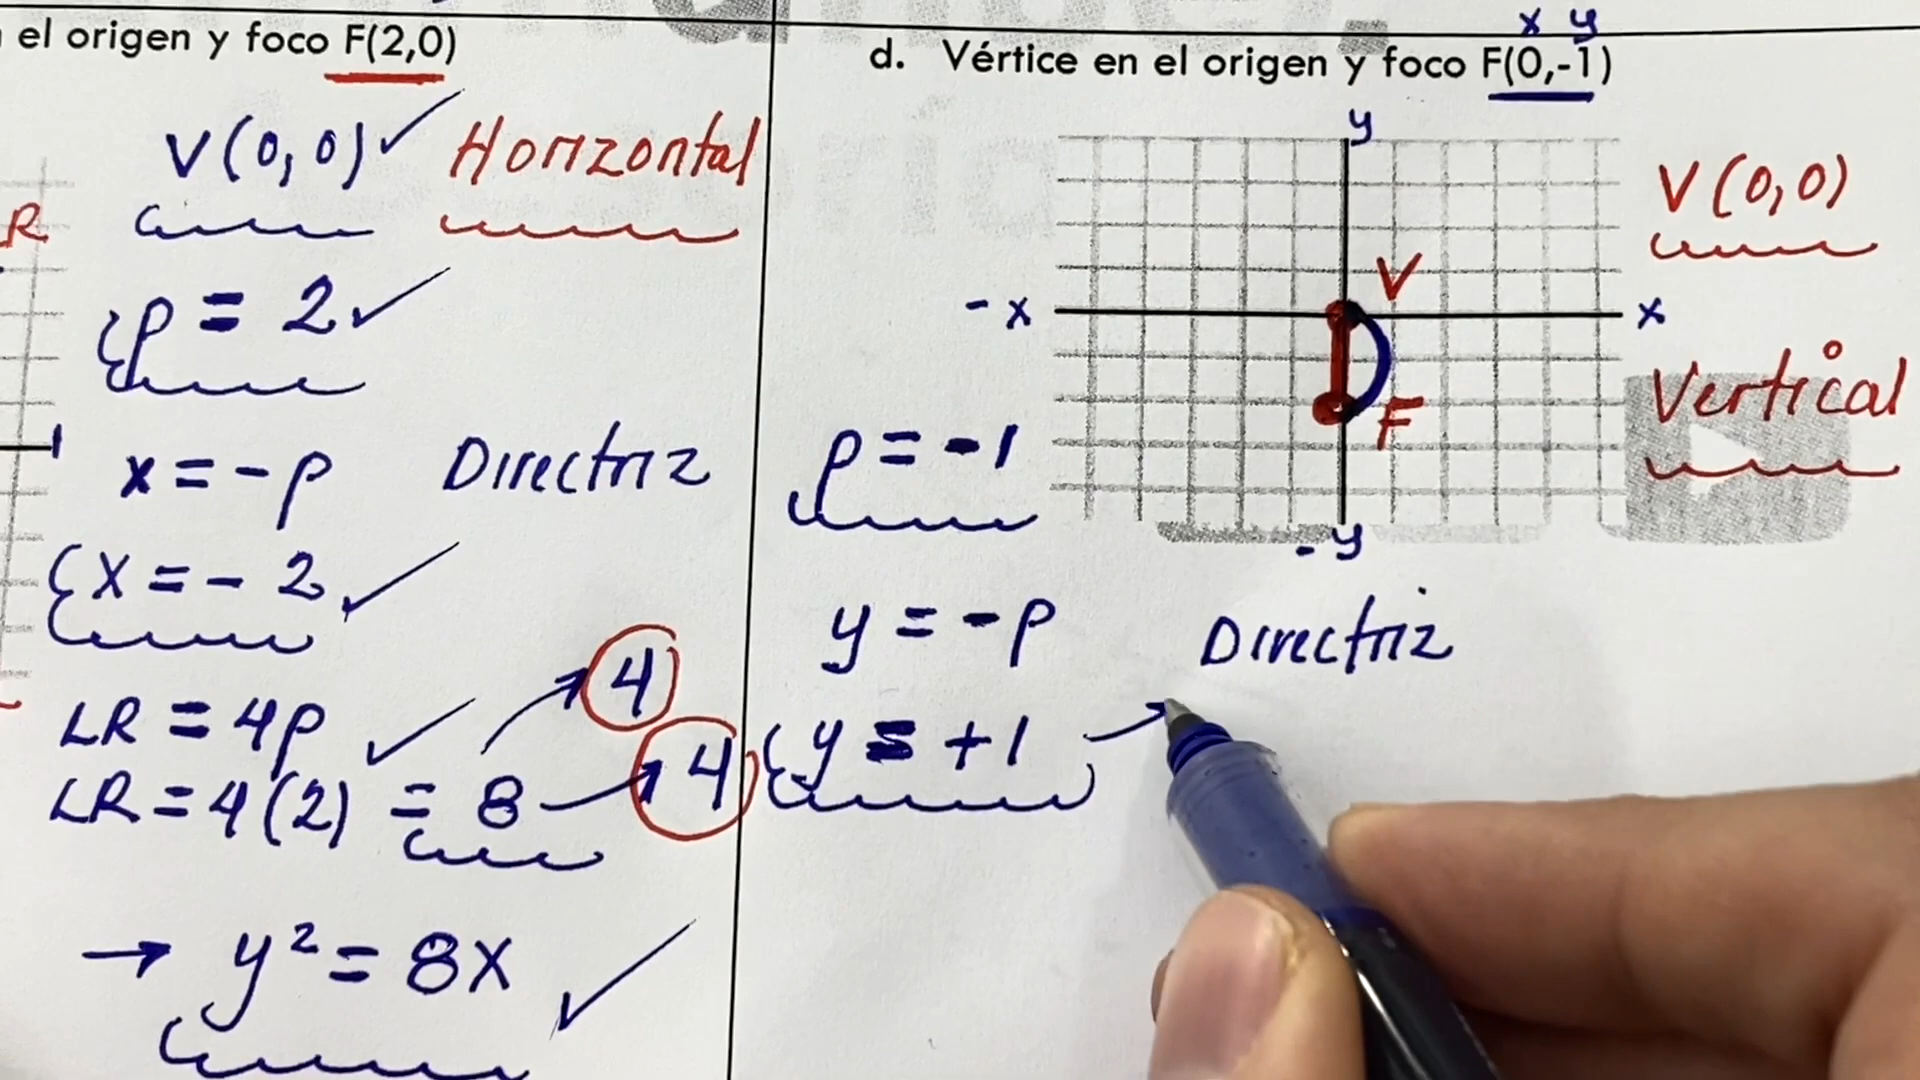 el origen y foco F(2,0)
V(0,0) Horizontal
R
p = 2
x = -p Directriz
x = - 2
4
LR = 4p
LR = 4(2) = 8 4
→ y² = 8x
x y
d. Vértice en el origen y foco F(0,-1)
y
V(0,0)
V
-x x
F
Vertical
p = -1
-y
y = -p Directriz
y = +1